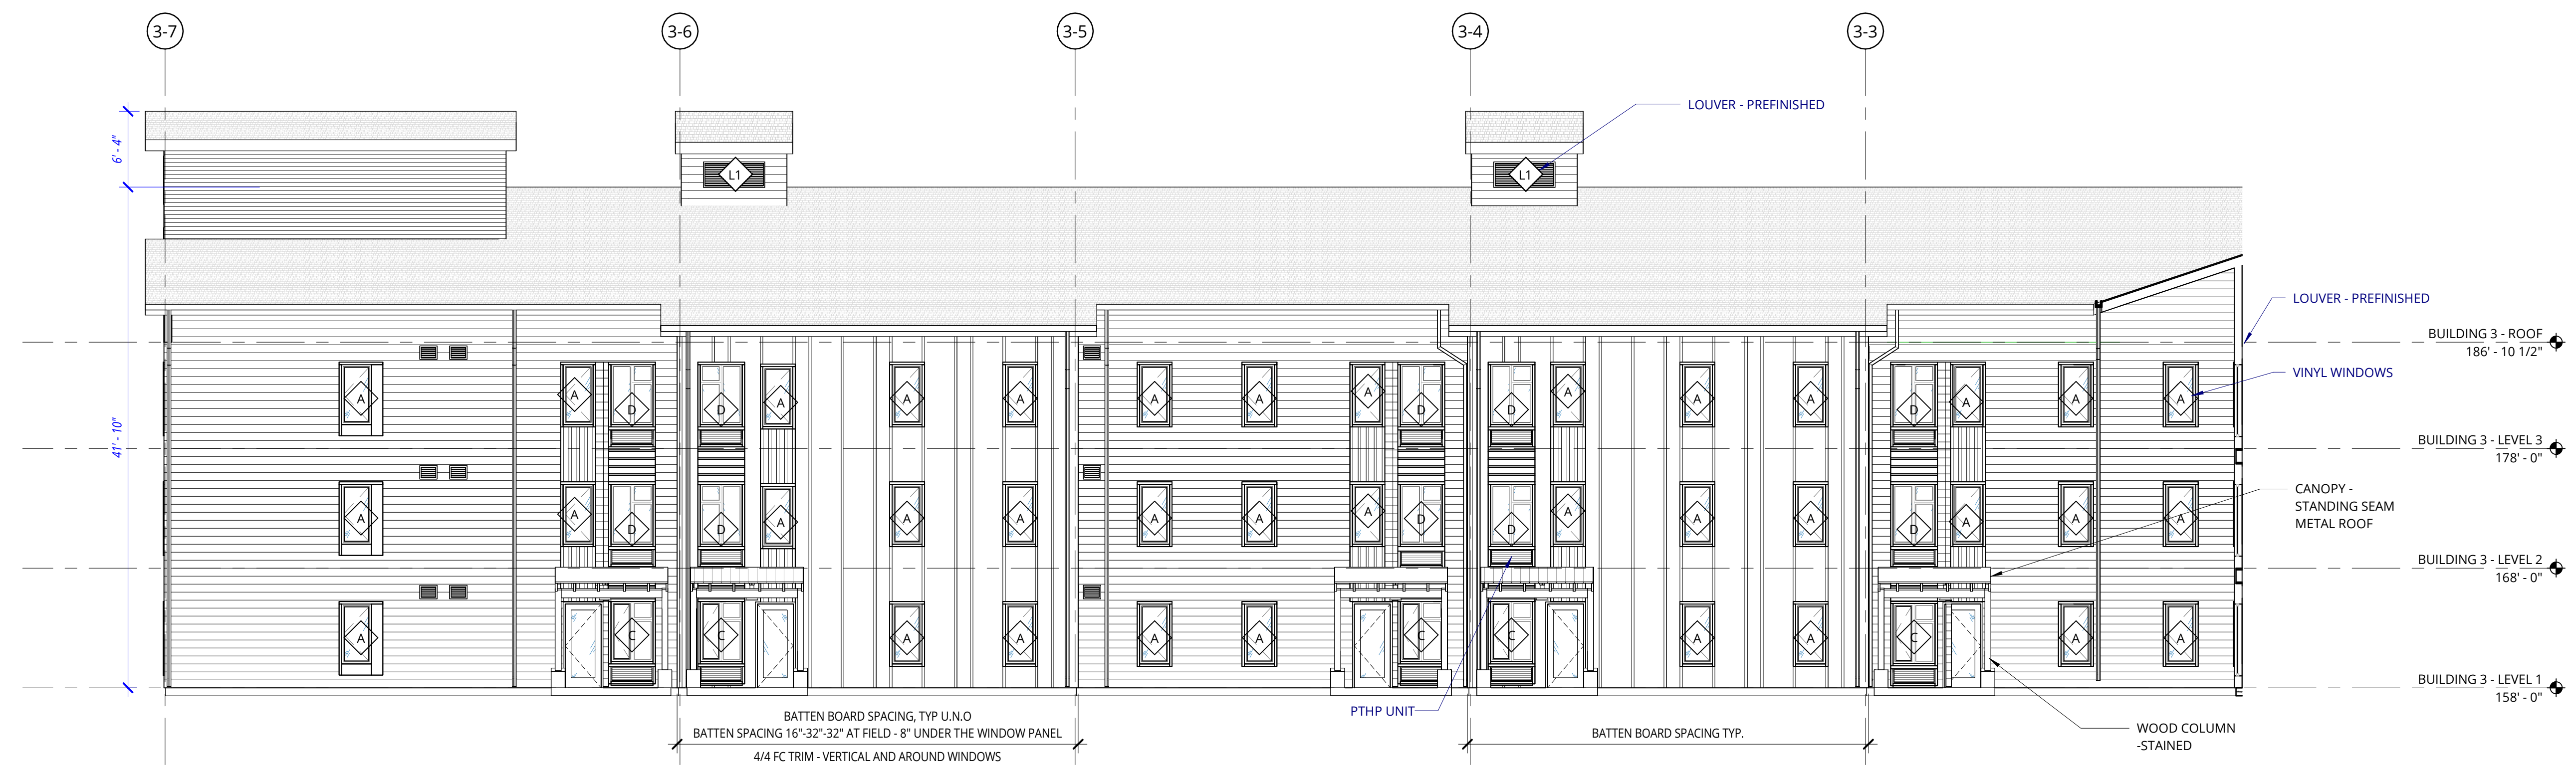 3-7
3-6
3-5
3-4
3-3
LOUVER - PREFINISHED
6' - 4"
L1
L1
LOUVER - PREFINISHED
BUILDING 3 - ROOF
186' - 10 1/2"
VINYL WINDOWS
41' - 10"
A A D D A A A A A A D D A A A D A A A
BUILDING 3 - LEVEL 3
178' - 0"
CANOPY -
STANDING SEAM
METAL ROOF
A A D D A A A A A A D D A A A D A A A
BUILDING 3 - LEVEL 2
168' - 0"
A C C A A A A C C A A C A A
BUILDING 3 - LEVEL 1
158' - 0"
PTHP UNIT
BATTEN BOARD SPACING, TYP U.N.O
BATTEN SPACING 16"-32"-32" AT FIELD - 8" UNDER THE WINDOW PANEL
4/4 FC TRIM - VERTICAL AND AROUND WINDOWS
BATTEN BOARD SPACING TYP.
WOOD COLUMN
-STAINED